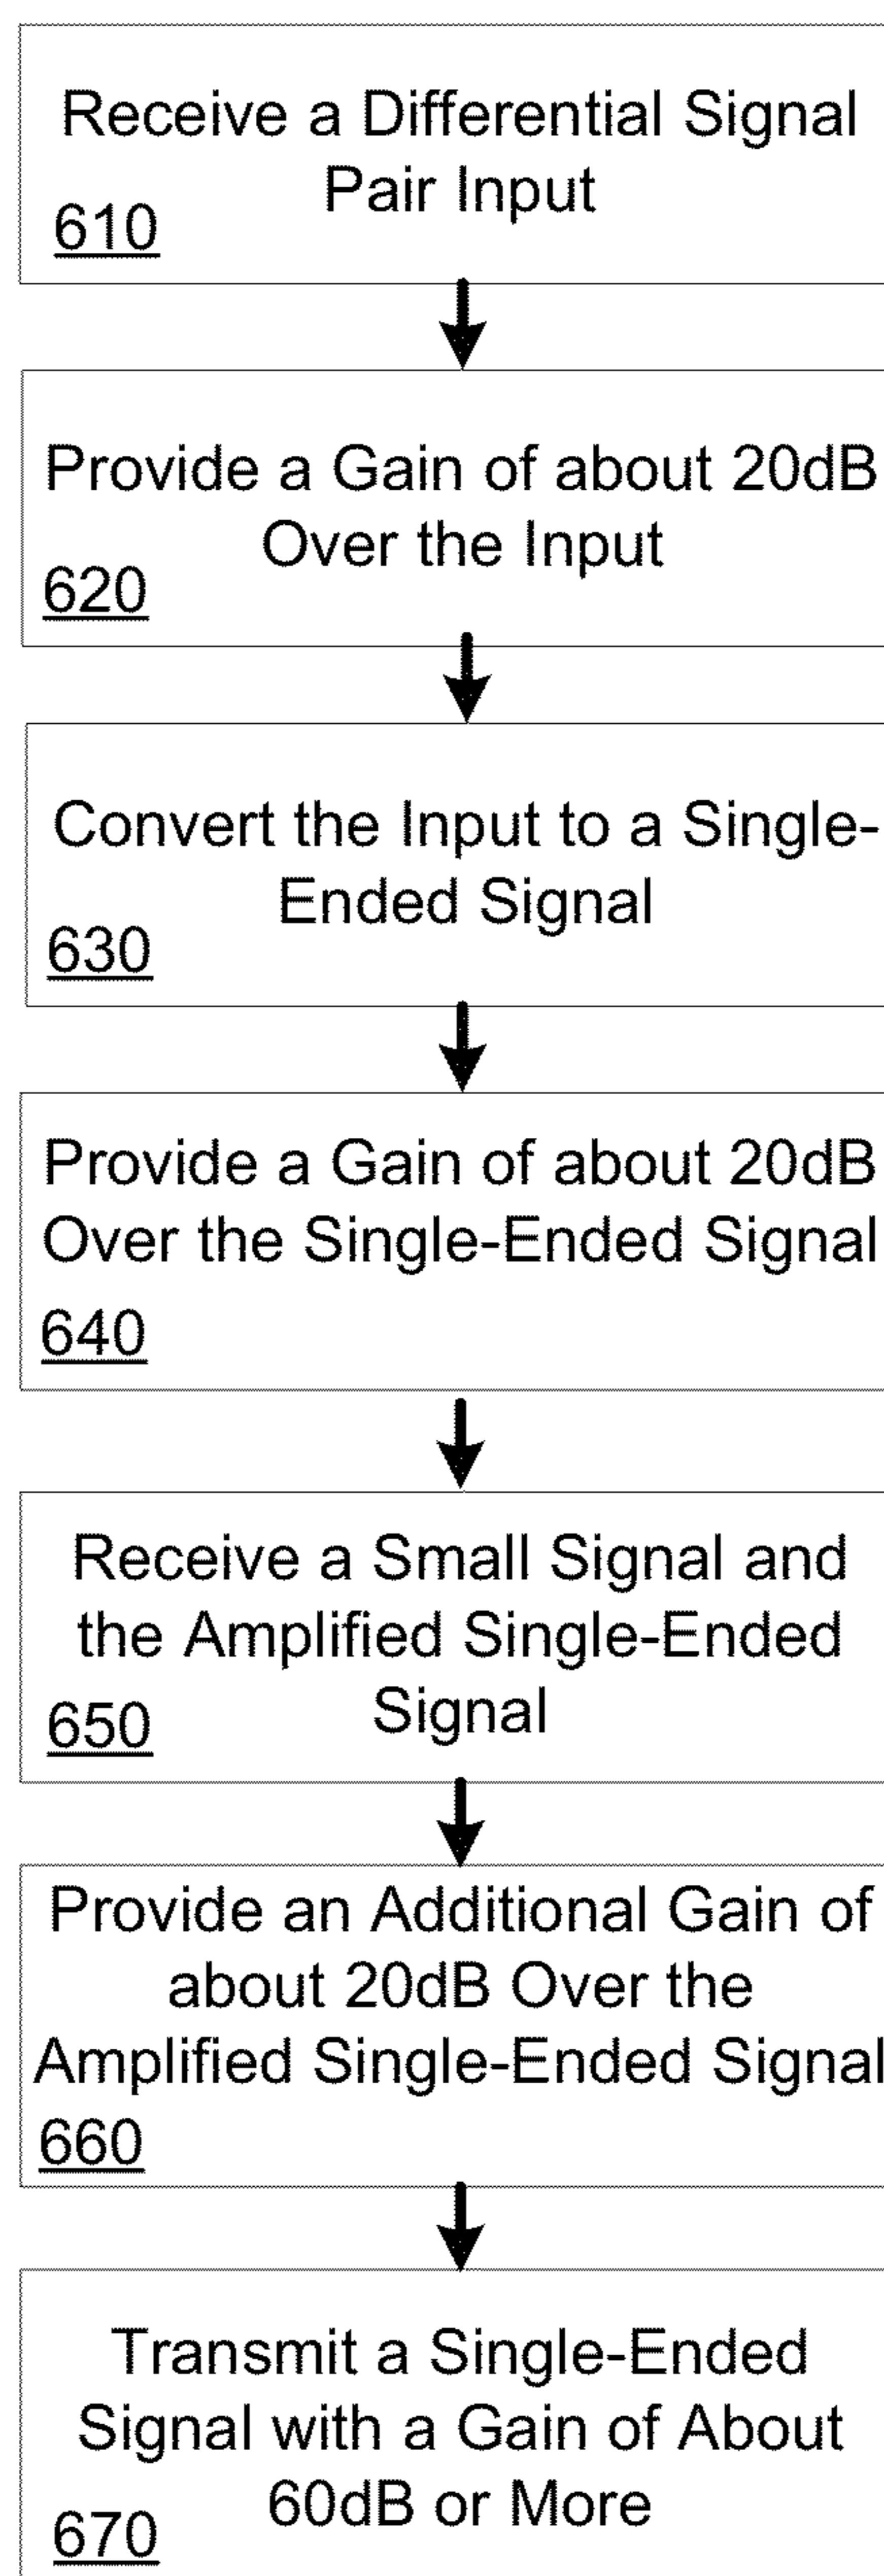 Receive a Differential Signal
Pair Input
610
Provide a Gain of about 20dB
Over the Input
620
Convert the Input to a Single-
Ended Signal
630
Provide a Gain of about 20dB
Over the Single-Ended Signal
640
Receive a Small Signal and
the Amplified Single-Ended
Signal
650
Provide an Additional Gain of
about 20dB Over the
Amplified Single-Ended Signal
660
Transmit a Single-Ended
Signal with a Gain of About
60dB or More
670